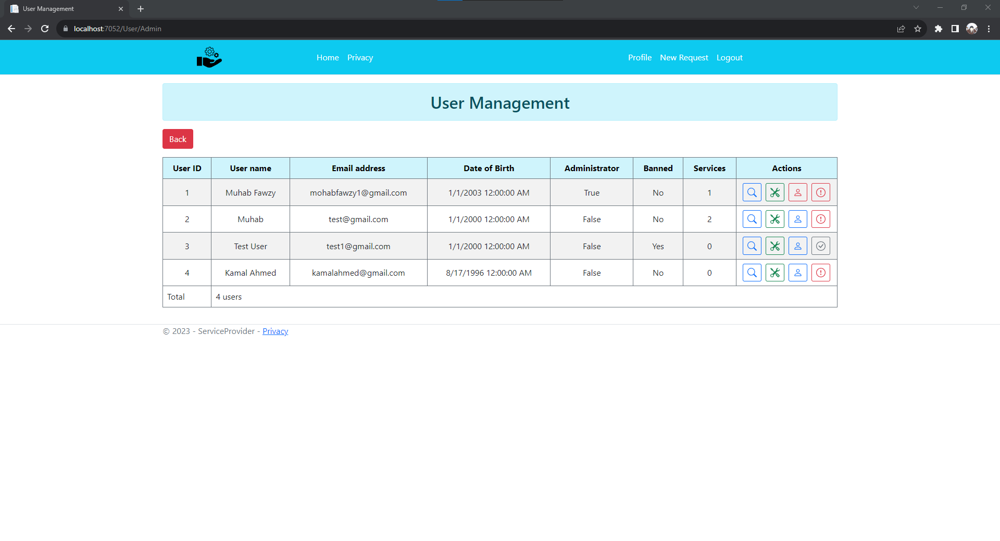 User Management
localhost:7052/User/Admin
Home Privacy Profile New Request Logout
User Management
Back
User ID User name Email address Date of Birth Administrator Banned Services Actions
1 Muhab Fawzy mohabfawzy1@gmail.com 1/1/2003 12:00:00 AM True No 1
2 Muhab test@gmail.com 1/1/2000 12:00:00 AM False No 2
3 Test User test1@gmail.com 1/1/2000 12:00:00 AM False Yes 0
4 Kamal Ahmed kamalahmed@gmail.com 8/17/1996 12:00:00 AM False No 0
Total 4 users
© 2023 - ServiceProvider - Privacy